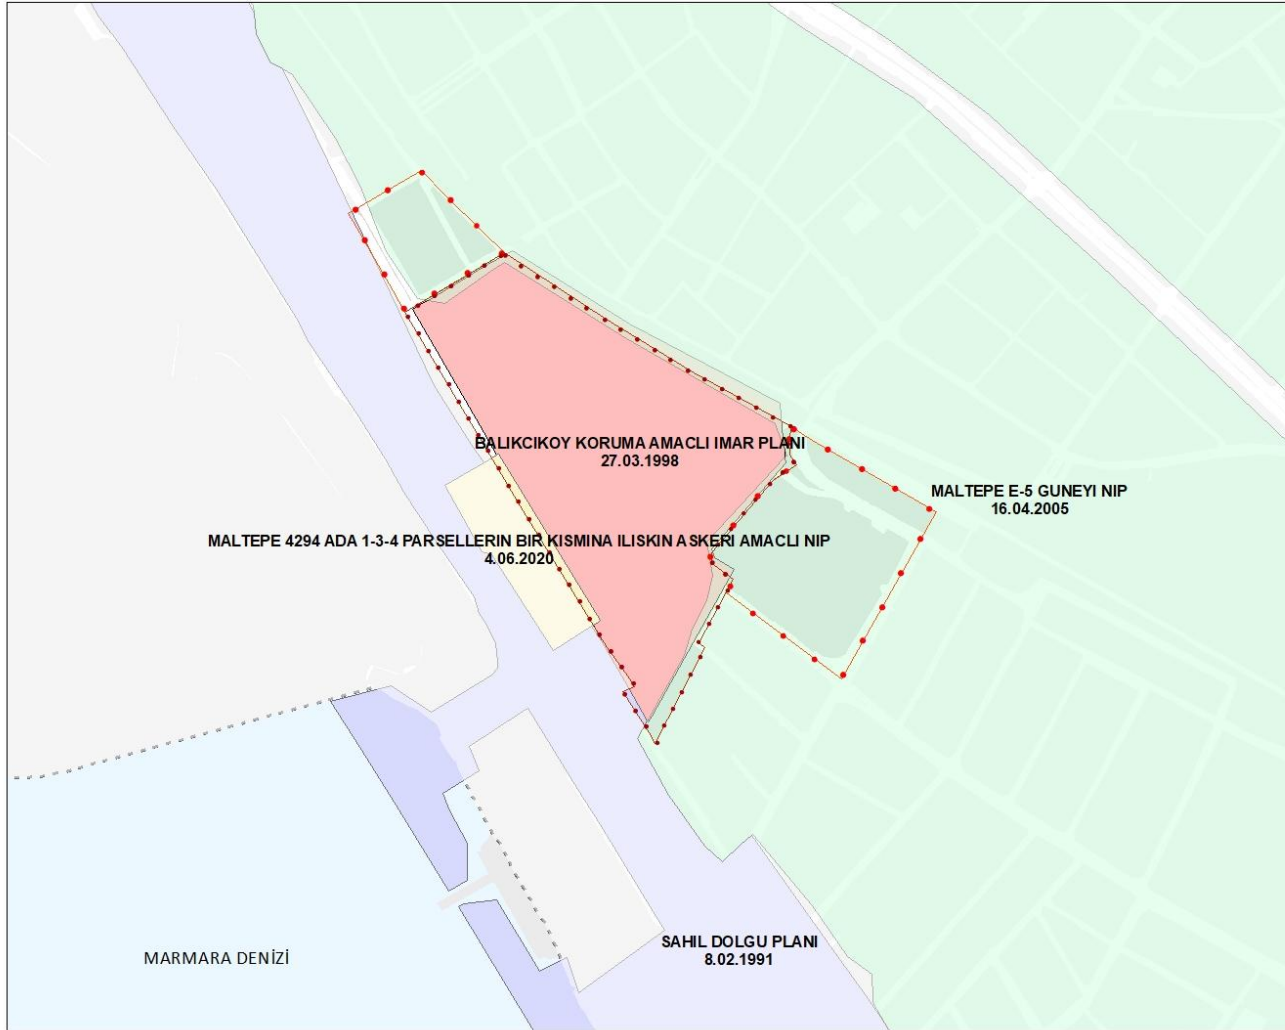 BALIKCIKOY KORUMA AMACLI IMAR PLANI
27.03.1998
MALTEPE E-5 GUNEYI NIP
16.04.2005
MALTEPE 4294 ADA 1-3-4 PARSELLERIN BIR KISMINA ILISKIN ASKERI AMACLI NIP
4.06.2020
SAHIL DOLGU PLANI
8.02.1991
MARMARA DENİZİ